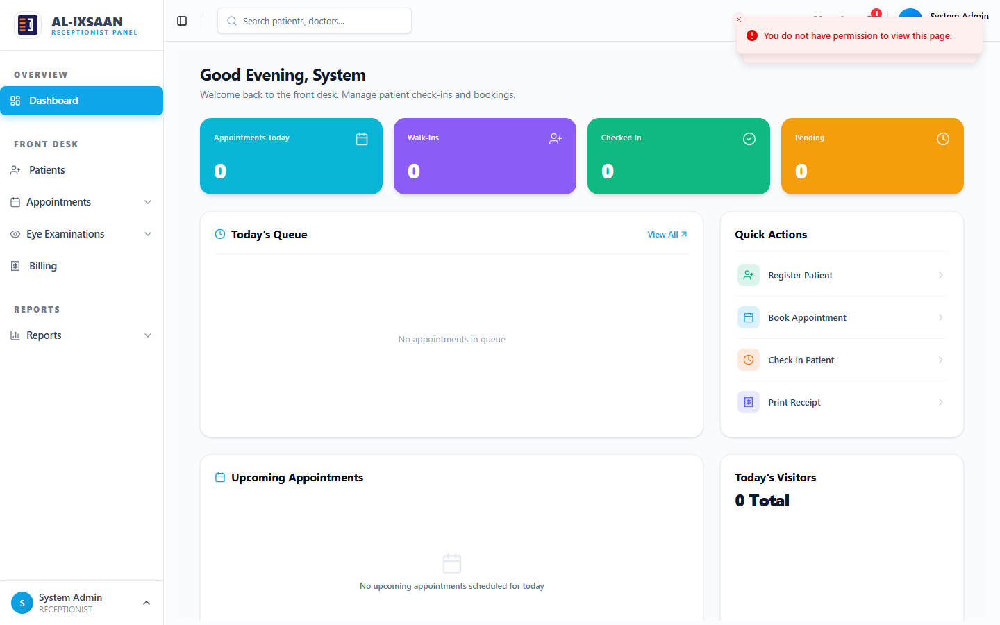 AL-IXSAAN
RECEPTIONIST PANEL
Search patients, doctors...
1
System Admin
You do not have permission to view this page.
OVERVIEW
Dashboard
FRONT DESK
Patients
Appointments
Eye Examinations
Billing
REPORTS
Reports
Good Evening, System
Welcome back to the front desk. Manage patient check-ins and bookings.
Appointments Today
0
Walk-Ins
0
Checked In
0
Pending
0
Today's Queue
View All
No appointments in queue
Quick Actions
Register Patient
Book Appointment
Check in Patient
Print Receipt
Upcoming Appointments
No upcoming appointments scheduled for today
Today's Visitors
0 Total
S
System Admin
RECEPTIONIST